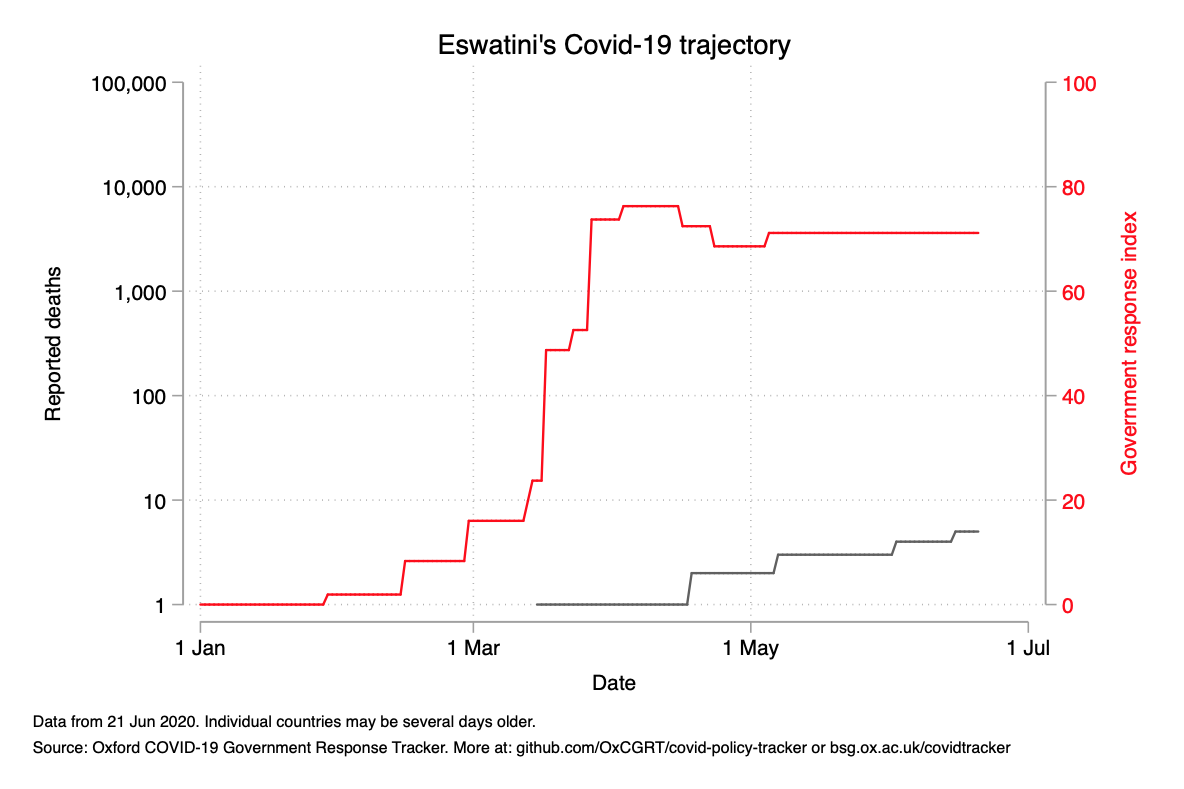 Eswatini's Covid-19 trajectory
100,000
10,000
1,000
100
10
1
Reported deaths
100
80
60
40
20
0
Government response index
1 Jan
1 Mar
1 May
1 Jul
Date
Data from 21 Jun 2020. Individual countries may be several days older.
Source: Oxford COVID-19 Government Response Tracker. More at: github.com/OxCGRT/covid-policy-tracker or bsg.ox.ac.uk/covidtracker